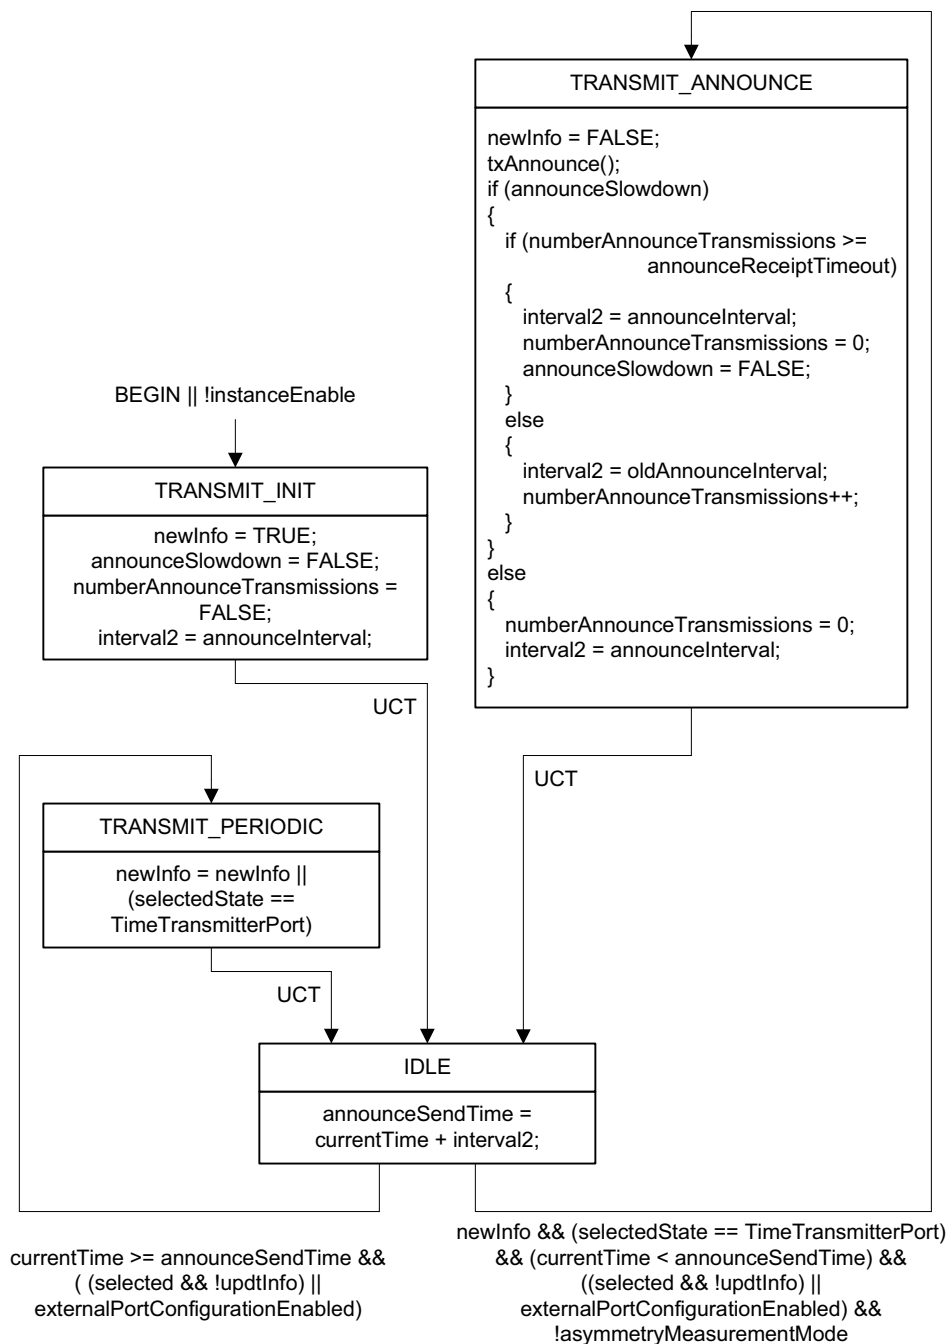 TRANSMIT_ANNOUNCE
newInfo = FALSE;
txAnnounce();
if (announceSlowdown)
{
if (numberAnnounceTransmissions >=
announceReceiptTimeout)
{
interval2 = announceInterval;
numberAnnounceTransmissions = 0;
announceSlowdown = FALSE;
}
else
{
interval2 = oldAnnounceInterval;
numberAnnounceTransmissions++;
}
}
else
{
numberAnnounceTransmissions = 0;
interval2 = announceInterval;
}
BEGIN || !instanceEnable
TRANSMIT_INIT
newInfo = TRUE;
announceSlowdown = FALSE;
numberAnnounceTransmissions =
FALSE;
interval2 = announceInterval;
UCT
UCT
TRANSMIT_PERIODIC
newInfo = newInfo ||
(selectedState ==
TimeTransmitterPort)
UCT
IDLE
announceSendTime =
currentTime + interval2;
currentTime >= announceSendTime &&
( (selected && !updtInfo) ||
externalPortConfigurationEnabled)
newInfo && (selectedState == TimeTransmitterPort)
&& (currentTime < announceSendTime) &&
((selected && !updtInfo) ||
externalPortConfigurationEnabled) &&
!asymmetryMeasurementMode